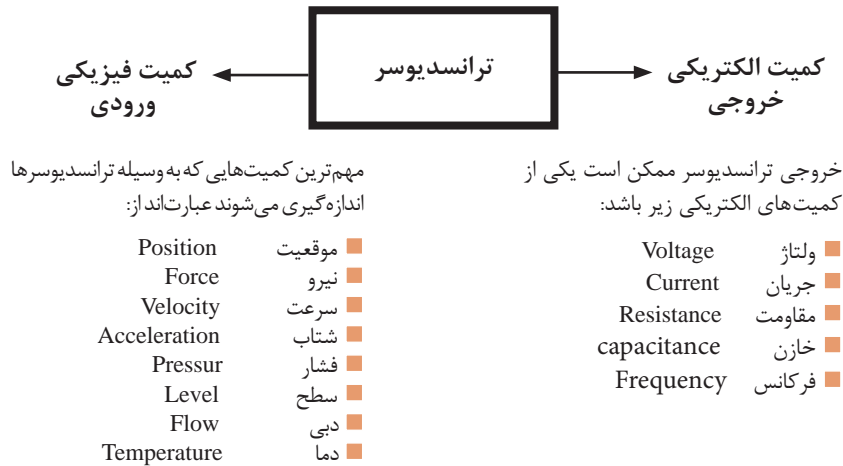 کمیت الکتریکی
خروجی
ترانسدیوسر
کمیت فیزیکی
ورودی
خروجی ترانسدیوسر ممکن است یکی از
کمیت‌های الکتریکی زیر باشد:
ولتاژ Voltage
جریان Current
مقاومت Resistance
خازن capacitance
فرکانس Frequency
مهم‌ترین کمیت‌هایی که به وسیله ترانسدیوسرها
اندازه گیری می‌شوند عبارت‌اند از:
موقعیت Position
نیرو Force
سرعت Velocity
شتاب Acceleration
فشار Pressur
سطح Level
دبی Flow
دما Temperature